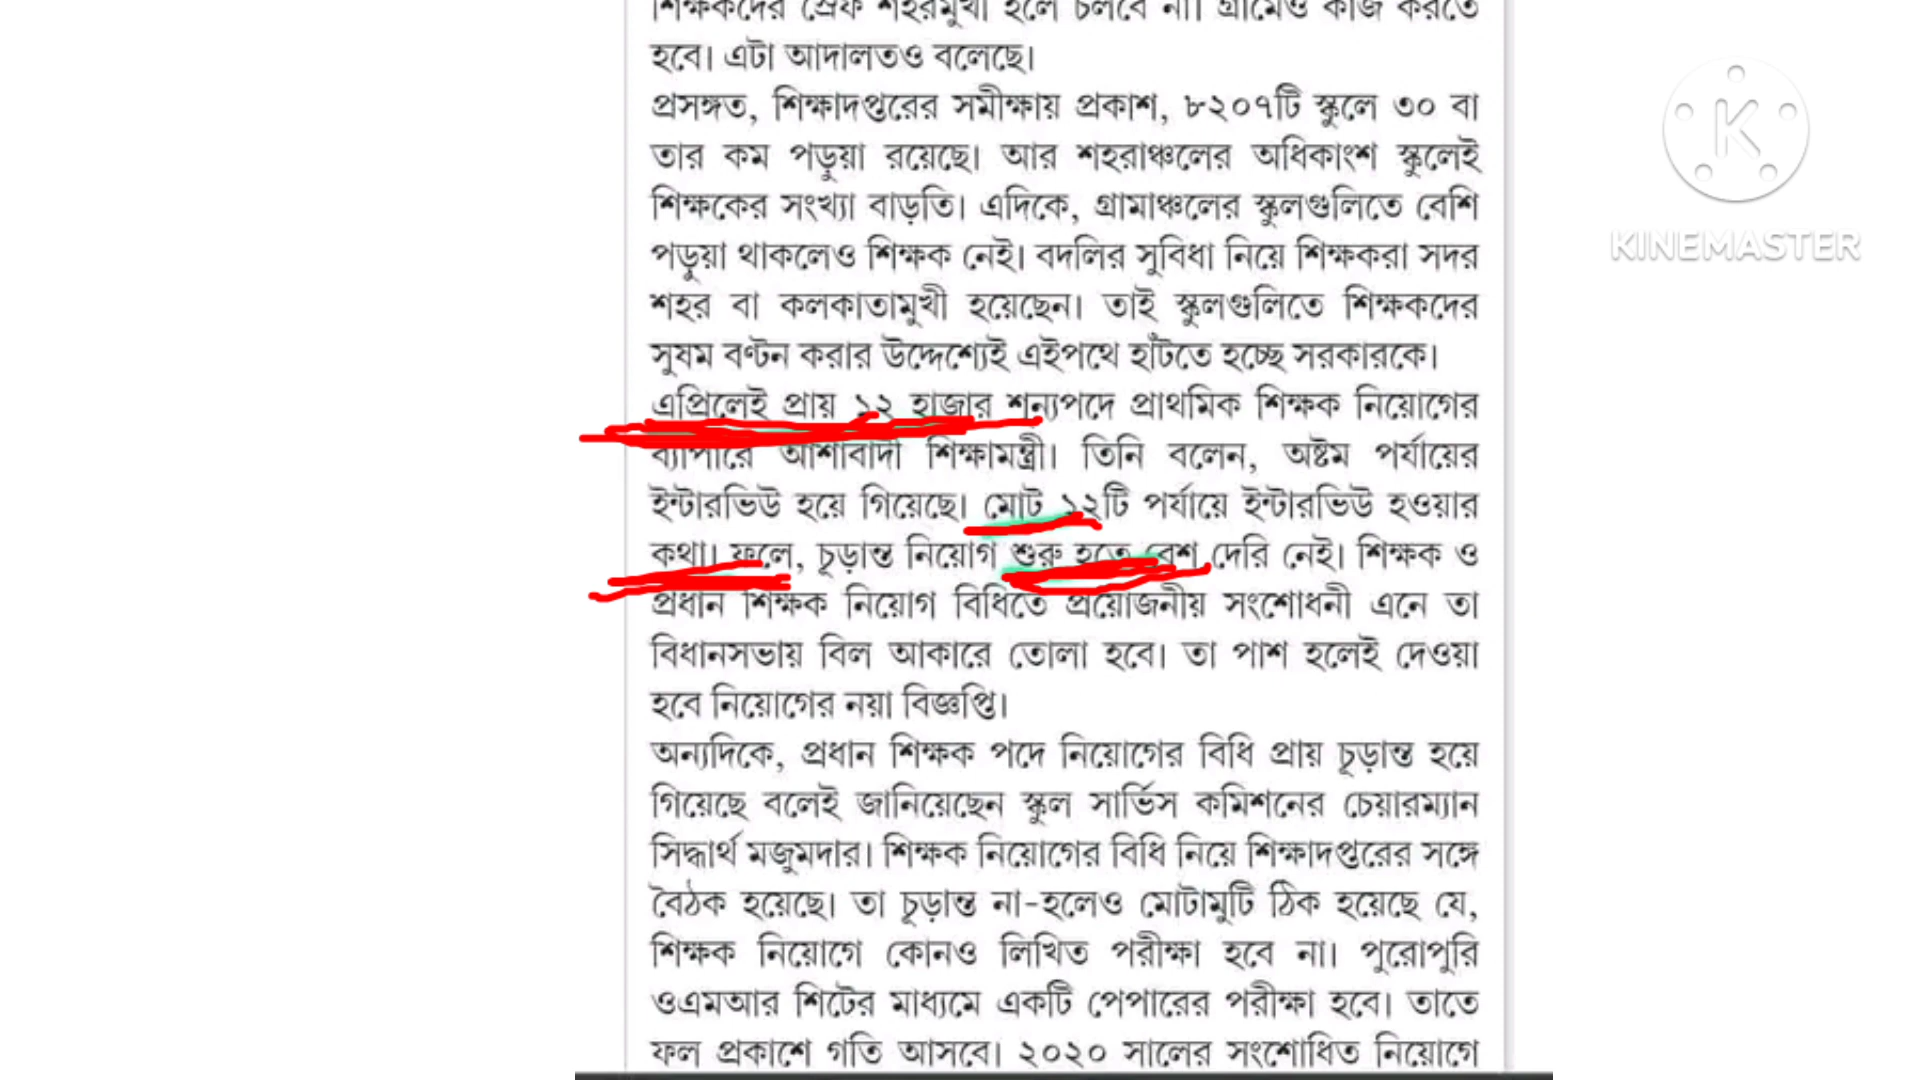 শিক্ষকদের স্রেফ শহরমুখী হলে চলবে না। গ্রামেও কাজ করতে
হবে। এটা আদালতও বলেছে।
প্রসঙ্গত, শিক্ষাদপ্তরের সমীক্ষায় প্রকাশ, ৮২০৭টি স্কুলে ৩০ বা
তার কম পড়ুয়া রয়েছে। আর শহরাঞ্চলের অধিকাংশ স্কুলেই
শিক্ষকের সংখ্যা বাড়তি। এদিকে, গ্রামাঞ্চলের স্কুলগুলিতে বেশি
পড়ুয়া থাকলেও শিক্ষক নেই। বদলির সুবিধা নিয়ে শিক্ষকরা সদর
শহর বা কলকাতামুখী হয়েছেন। তাই স্কুলগুলিতে শিক্ষকদের
সুষম বণ্টন করার উদ্দেশ্যেই এইপথে হাঁটতে হচ্ছে সরকারকে।
এপ্রিলেই প্রায় ১২ হাজার শূন্যপদে প্রাথমিক শিক্ষক নিয়োগের
ব্যাপারে আশাবাদী শিক্ষামন্ত্রী। তিনি বলেন, অষ্টম পর্যায়ের
ইন্টারভিউ হয়ে গিয়েছে। মোট ১২টি পর্যায়ে ইন্টারভিউ হওয়ার
কথা। ফলে, চূড়ান্ত নিয়োগ শুরু হতে বেশ দেরি নেই। শিক্ষক ও
প্রধান শিক্ষক নিয়োগ বিধিতে প্রয়োজনীয় সংশোধনী এনে তা
বিধানসভায় বিল আকারে তোলা হবে। তা পাশ হলেই দেওয়া
হবে নিয়োগের নয়া বিজ্ঞপ্তি।
অন্যদিকে, প্রধান শিক্ষক পদে নিয়োগের বিধি প্রায় চূড়ান্ত হয়ে
গিয়েছে বলেই জানিয়েছেন স্কুল সার্ভিস কমিশনের চেয়ারম্যান
সিদ্ধার্থ মজুমদার। শিক্ষক নিয়োগের বিধি নিয়ে শিক্ষাদপ্তরের সঙ্গে
বৈঠক হয়েছে। তা চূড়ান্ত না-হলেও মোটামুটি ঠিক হয়েছে যে,
শিক্ষক নিয়োগে কোনও লিখিত পরীক্ষা হবে না। পুরোপুরি
ওএমআর শিটের মাধ্যমে একটি পেপারের পরীক্ষা হবে। তাতে
ফল প্রকাশে গতি আসবে। ২০২০ সালের সংশোধিত নিয়োগে
K
KINEMASTER